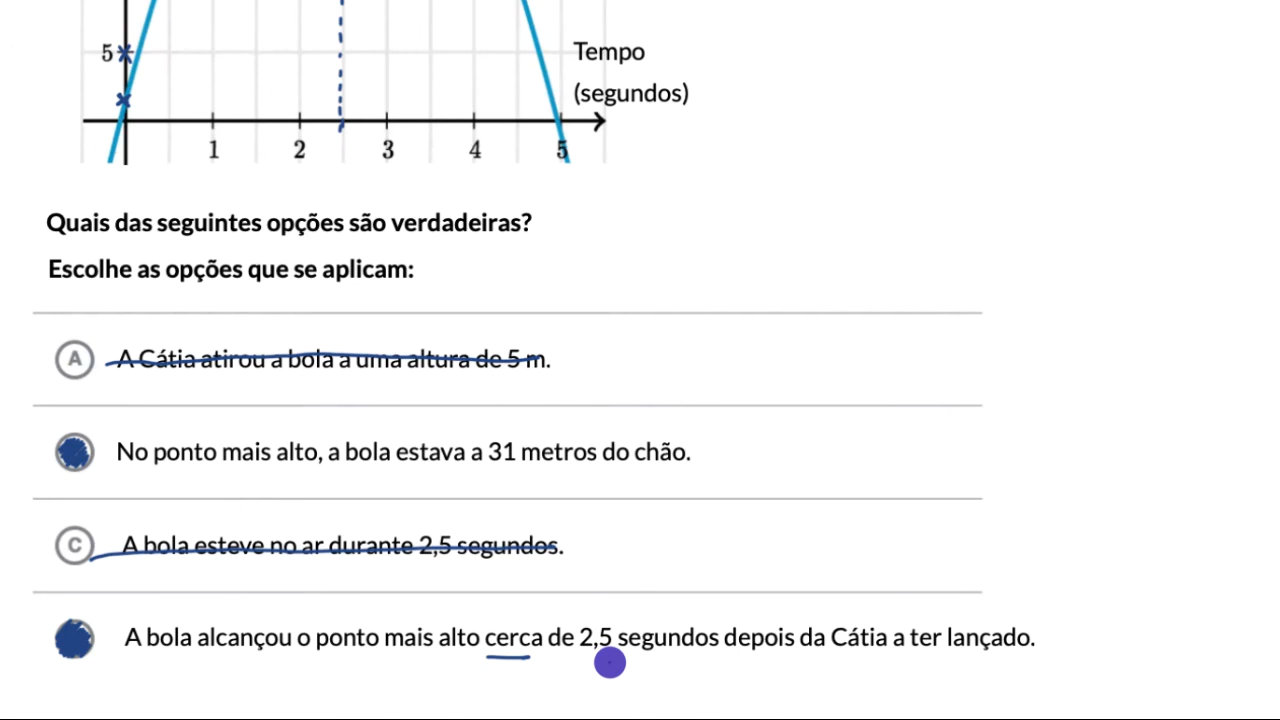 5
Tempo
(segundos)
1 2 3 4 5
Quais das seguintes opções são verdadeiras?
Escolhe as opções que se aplicam:
A A Cátia atirou a bola a uma altura de 5 m.
No ponto mais alto, a bola estava a 31 metros do chão.
C A bola esteve no ar durante 2,5 segundos.
A bola alcançou o ponto mais alto cerca de 2,5 segundos depois da Cátia a ter lançado.